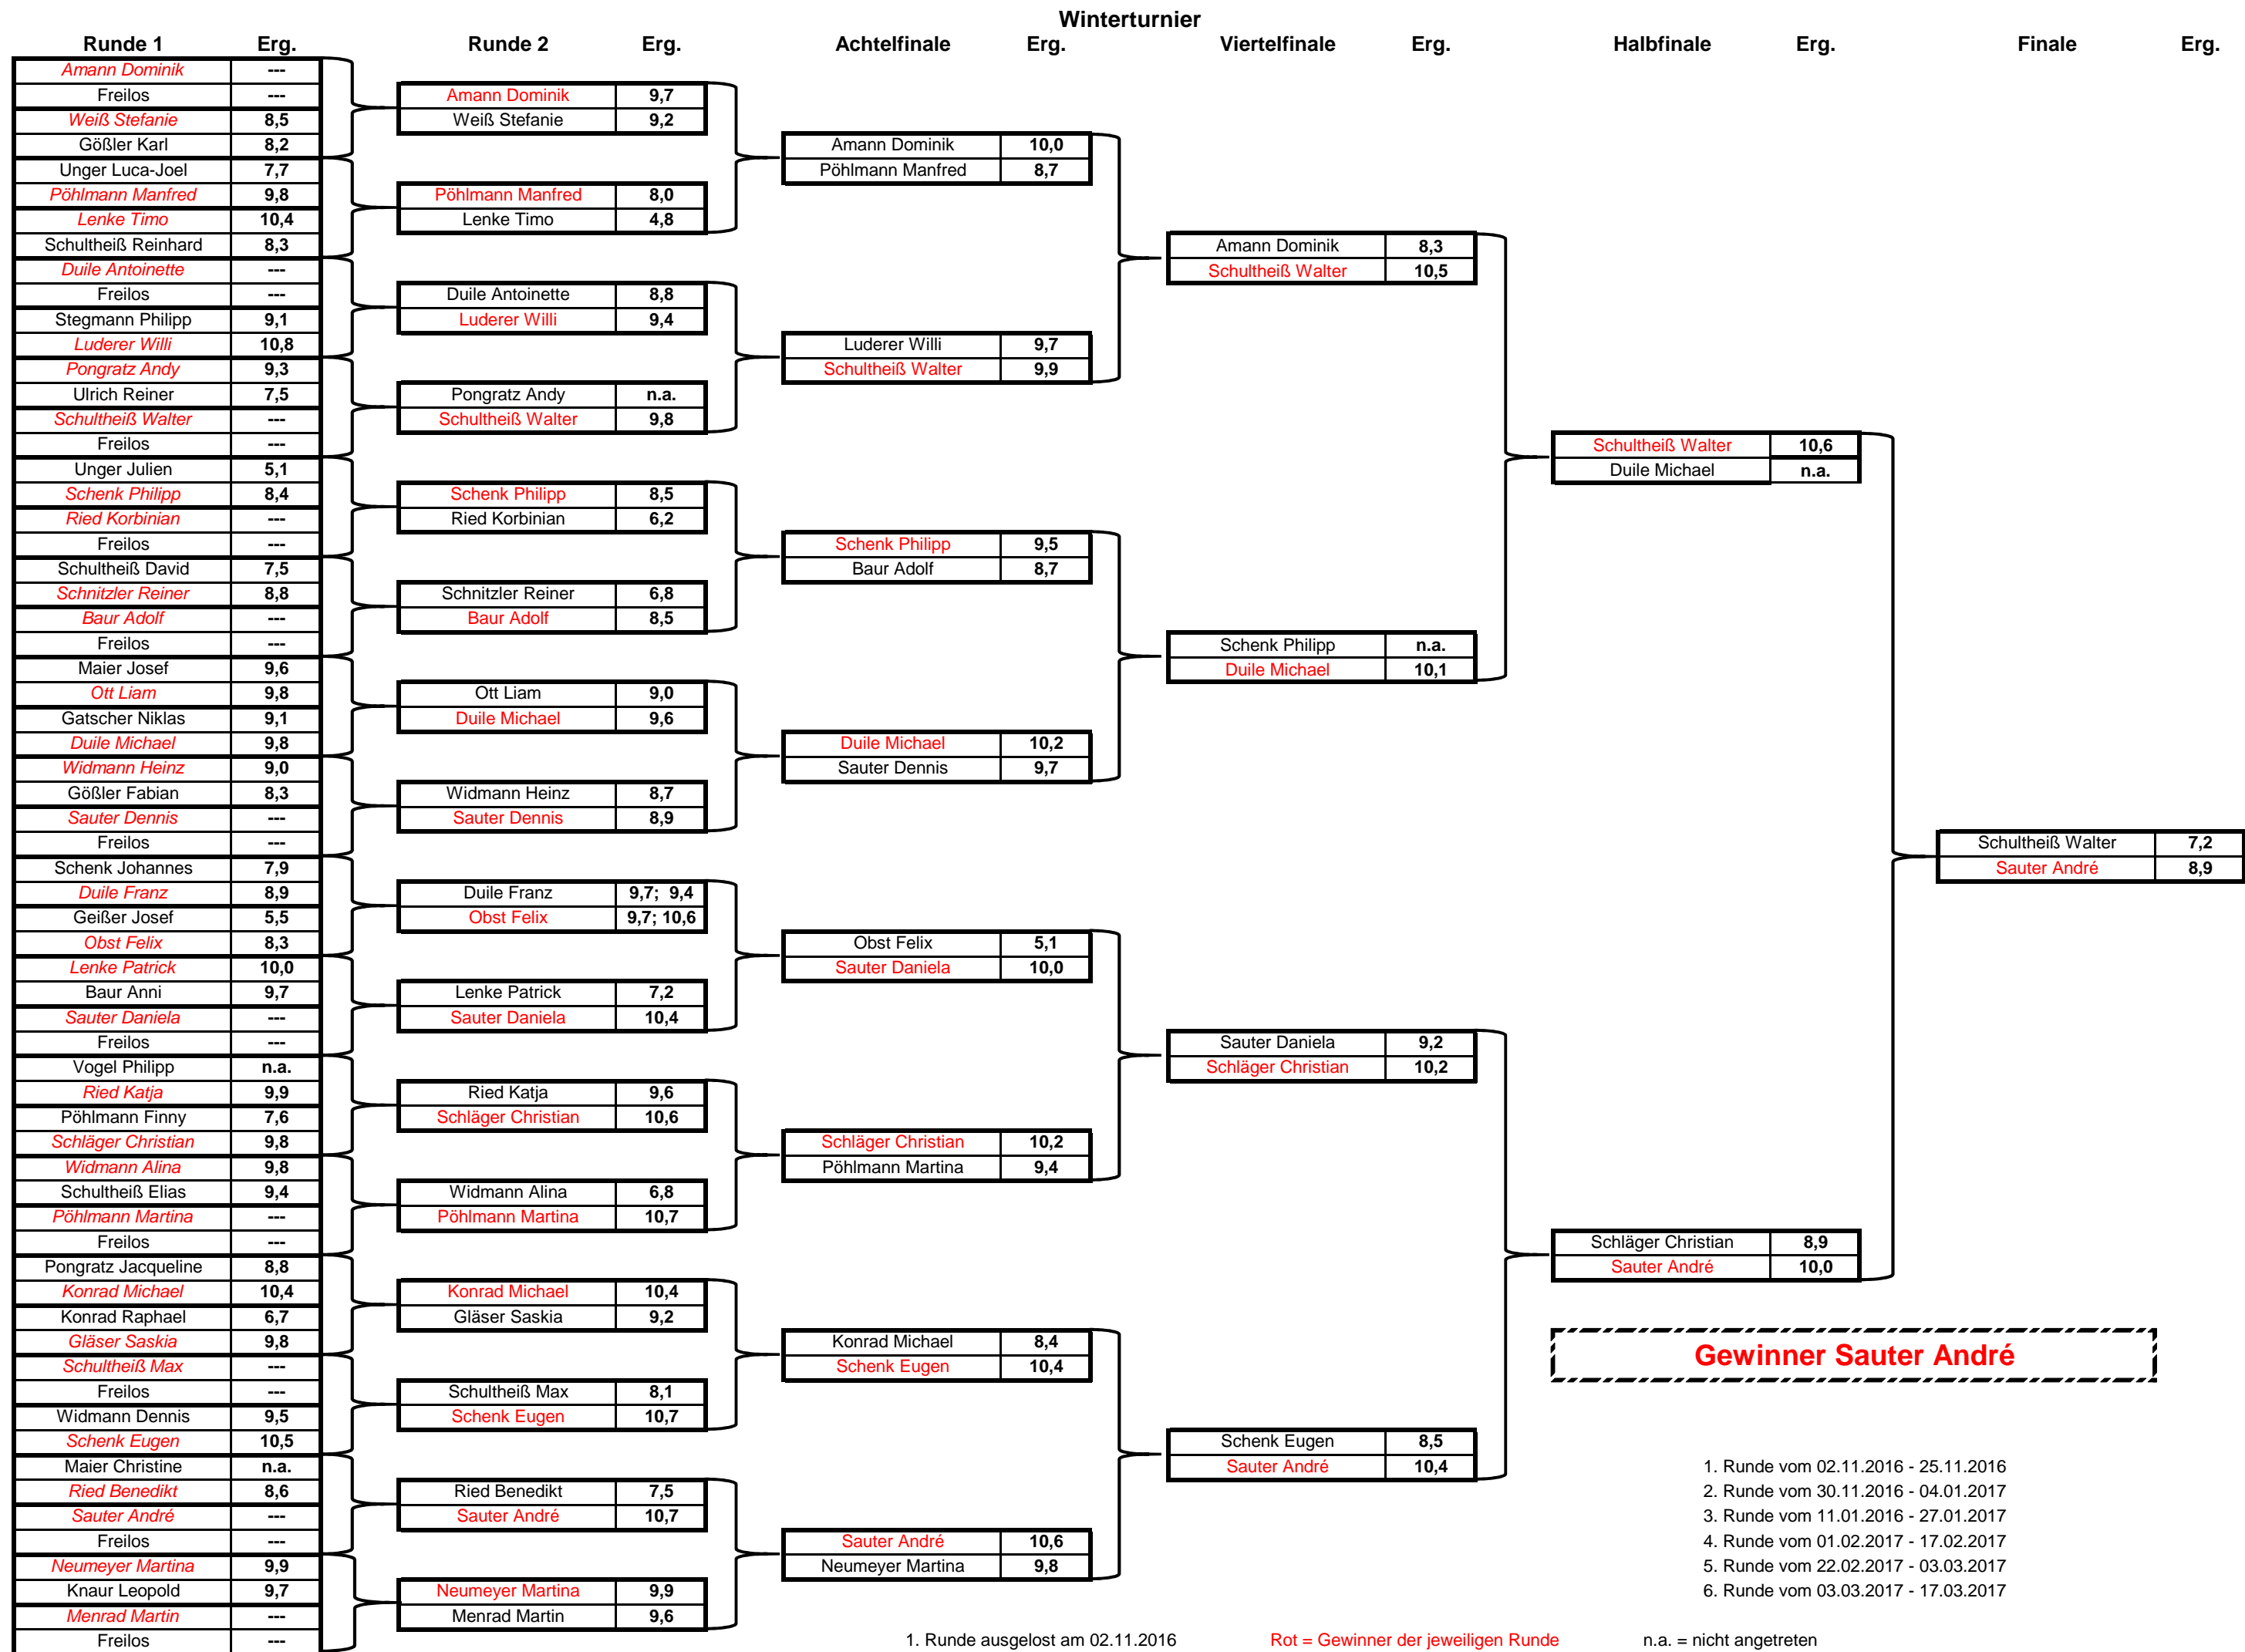 Winterturnier
Runde 1 Erg. Runde 2 Erg. Achtelfinale Erg. Viertelfinale Erg. Halbfinale Erg. Finale Erg.
Amann Dominik ---
Freilos ---
Weiß Stefanie 8,5
Gößler Karl 8,2
Unger Luca-Joel 7,7
Pöhlmann Manfred 9,8
Lenke Timo 10,4
Schultheiß Reinhard 8,3
Duile Antoinette ---
Freilos ---
Stegmann Philipp 9,1
Luderer Willi 10,8
Pongratz Andy 9,3
Ulrich Reiner 7,5
Schultheiß Walter ---
Freilos ---
Unger Julien 5,1
Schenk Philipp 8,4
Ried Korbinian ---
Freilos ---
Schultheiß David 7,5
Schnitzler Reiner 8,8
Baur Adolf ---
Freilos ---
Maier Josef 9,6
Ott Liam 9,8
Gatscher Niklas 9,1
Duile Michael 9,8
Widmann Heinz 9,0
Gößler Fabian 8,3
Sauter Dennis ---
Freilos ---
Schenk Johannes 7,9
Duile Franz 8,9
Geißer Josef 5,5
Obst Felix 8,3
Lenke Patrick 10,0
Baur Anni 9,7
Sauter Daniela ---
Freilos ---
Vogel Philipp n.a.
Ried Katja 9,9
Pöhlmann Finny 7,6
Schläger Christian 9,8
Widmann Alina 9,8
Schultheiß Elias 9,4
Pöhlmann Martina ---
Freilos ---
Pongratz Jacqueline 8,8
Konrad Michael 10,4
Konrad Raphael 6,7
Gläser Saskia 9,8
Schultheiß Max ---
Freilos ---
Widmann Dennis 9,5
Schenk Eugen 10,5
Maier Christine n.a.
Ried Benedikt 8,6
Sauter André ---
Freilos ---
Neumeyer Martina 9,9
Knaur Leopold 9,7
Menrad Martin ---
Freilos ---
Amann Dominik 9,7
Weiß Stefanie 9,2
Pöhlmann Manfred 8,0
Lenke Timo 4,8
Duile Antoinette 8,8
Luderer Willi 9,4
Pongratz Andy n.a.
Schultheiß Walter 9,8
Schenk Philipp 8,5
Ried Korbinian 6,2
Schnitzler Reiner 6,8
Baur Adolf 8,5
Ott Liam 9,0
Duile Michael 9,6
Widmann Heinz 8,7
Sauter Dennis 8,9
Duile Franz 9,7; 9,4
Obst Felix 9,7; 10,6
Lenke Patrick 7,2
Sauter Daniela 10,4
Ried Katja 9,6
Schläger Christian 10,6
Widmann Alina 6,8
Pöhlmann Martina 10,7
Konrad Michael 10,4
Gläser Saskia 9,2
Schultheiß Max 8,1
Schenk Eugen 10,7
Ried Benedikt 7,5
Sauter André 10,7
Neumeyer Martina 9,9
Menrad Martin 9,6
Amann Dominik 10,0
Pöhlmann Manfred 8,7
Luderer Willi 9,7
Schultheiß Walter 9,9
Schenk Philipp 9,5
Baur Adolf 8,7
Duile Michael 10,2
Sauter Dennis 9,7
Obst Felix 5,1
Sauter Daniela 10,0
Schläger Christian 10,2
Pöhlmann Martina 9,4
Konrad Michael 8,4
Schenk Eugen 10,4
Sauter André 10,6
Neumeyer Martina 9,8
Amann Dominik 8,3
Schultheiß Walter 10,5
Schenk Philipp n.a.
Duile Michael 10,1
Sauter Daniela 9,2
Schläger Christian 10,2
Schenk Eugen 8,5
Sauter André 10,4
Schultheiß Walter 10,6
Duile Michael n.a.
Schläger Christian 8,9
Sauter André 10,0
Schultheiß Walter 7,2
Sauter André 8,9
Gewinner Sauter André
1. Runde vom 02.11.2016 - 25.11.2016
2. Runde vom 30.11.2016 - 04.01.2017
3. Runde vom 11.01.2016 - 27.01.2017
4. Runde vom 01.02.2017 - 17.02.2017
5. Runde vom 22.02.2017 - 03.03.2017
6. Runde vom 03.03.2017 - 17.03.2017
1. Runde ausgelost am 02.11.2016 Rot = Gewinner der jeweiligen Runde n.a. = nicht angetreten